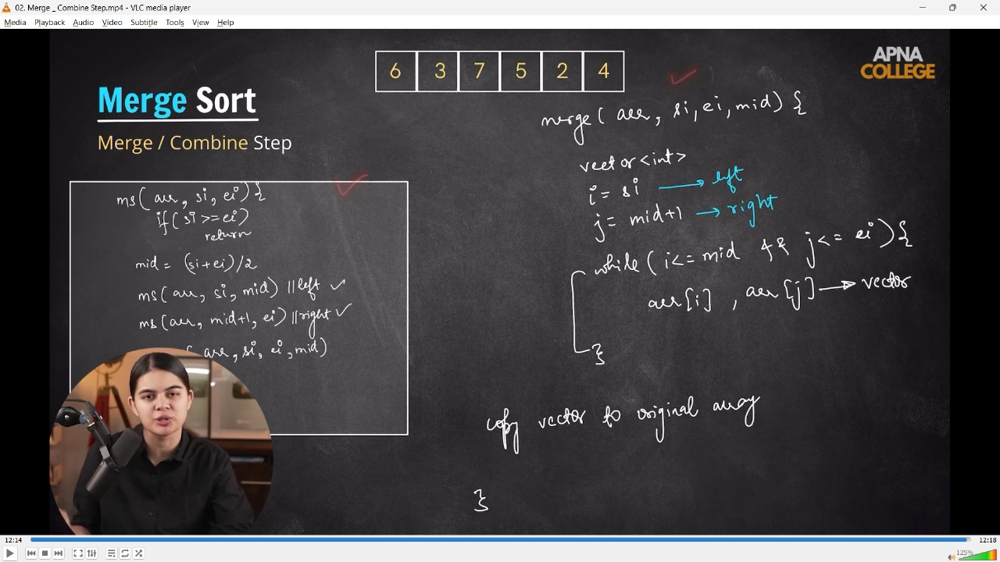 02. Merge _ Combine Step.mp4 - VLC media player
Media Playback Audio Video Subtitle Tools View Help
6 3 7 5 2 4
APNA
COLLEGE
Merge Sort
Merge / Combine Step
ms( arr, si, ei ){
if( si >= ei )
return
mid = (si+ei)/2
ms( arr, si, mid) //left ✓
ms( arr, mid+1, ei) //right ✓
( arr, si, ei, mid)
merge( arr, si, ei, mid) {
vector<int>
i = si → left
j = mid+1 → right
while( i<= mid && j<= ei ){
arr[i] , arr[j] → vector
}
copy vector to original array
}
12:14
12:18
125%